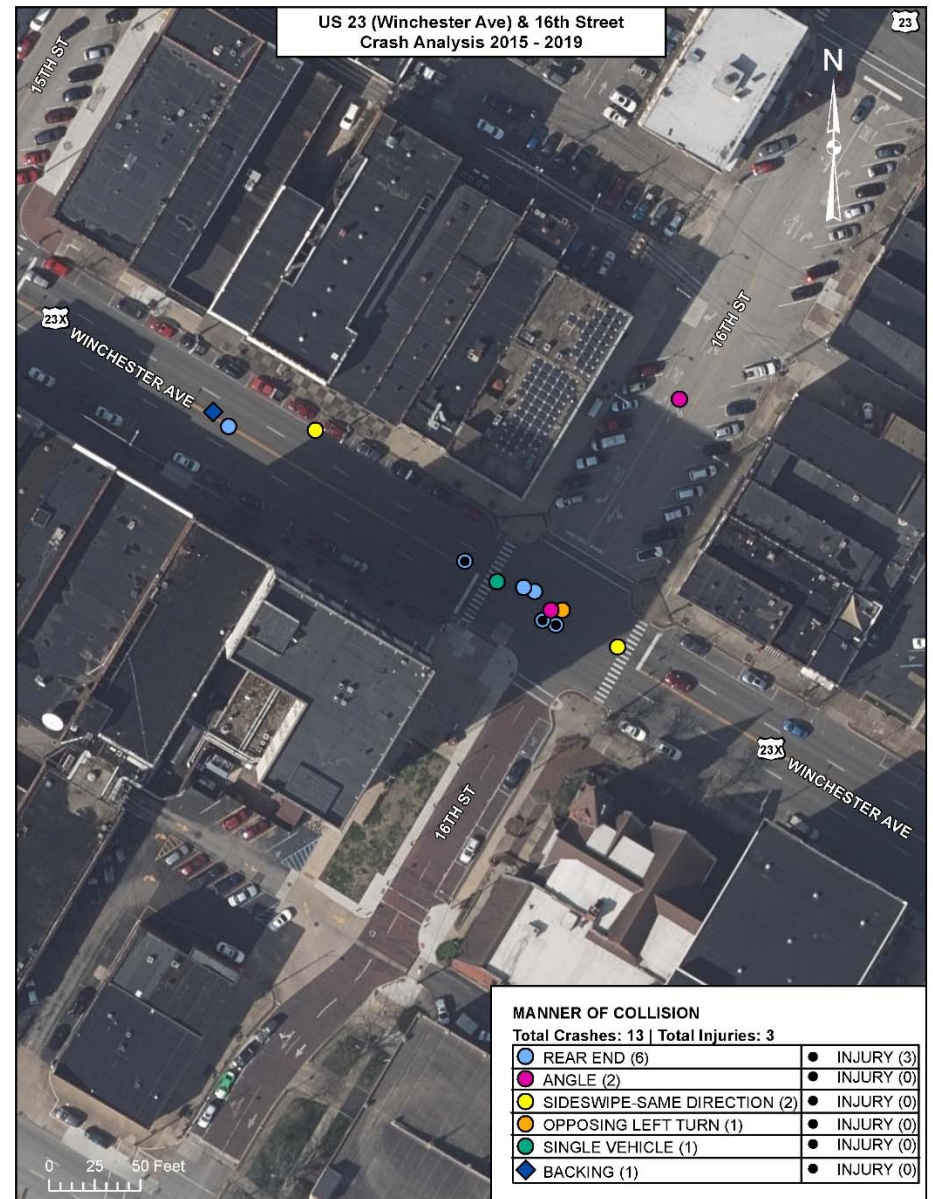 US 23 (Winchester Ave) & 16th Street
Crash Analysis 2015 - 2019
23
15TH ST
N
16TH ST
23X
WINCHESTER AVE
16TH ST
23X
WINCHESTER AVE
MANNER OF COLLISION
Total Crashes: 13 | Total Injuries: 3
REAR END (6) INJURY (3)
ANGLE (2) INJURY (0)
SIDESWIPE-SAME DIRECTION (2) INJURY (0)
OPPOSING LEFT TURN (1) INJURY (0)
SINGLE VEHICLE (1) INJURY (0)
BACKING (1) INJURY (0)
0 25 50 Feet